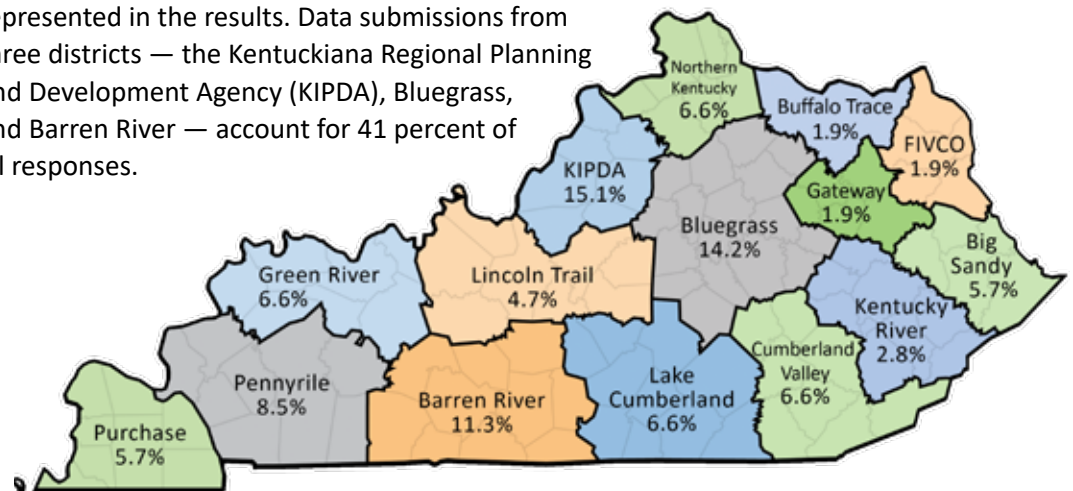 epresented in the results. Data submissions from
ree districts — the Kentuckiana Regional Planning
nd Development Agency (KIPDA), Bluegrass,
nd Barren River — account for 41 percent of
l responses.
Northern
Kentucky
6.6%
Buffalo Trace
1.9%
FIVCO
1.9%
KIPDA
15.1%
Gateway
1.9%
Bluegrass
14.2%
Big
Sandy
5.7%
Green River
6.6%
Lincoln Trail
4.7%
Kentucky
River
2.8%
Cumberland
Valley
6.6%
Lake
Cumberland
6.6%
Pennyrile
8.5%
Barren River
11.3%
Purchase
5.7%